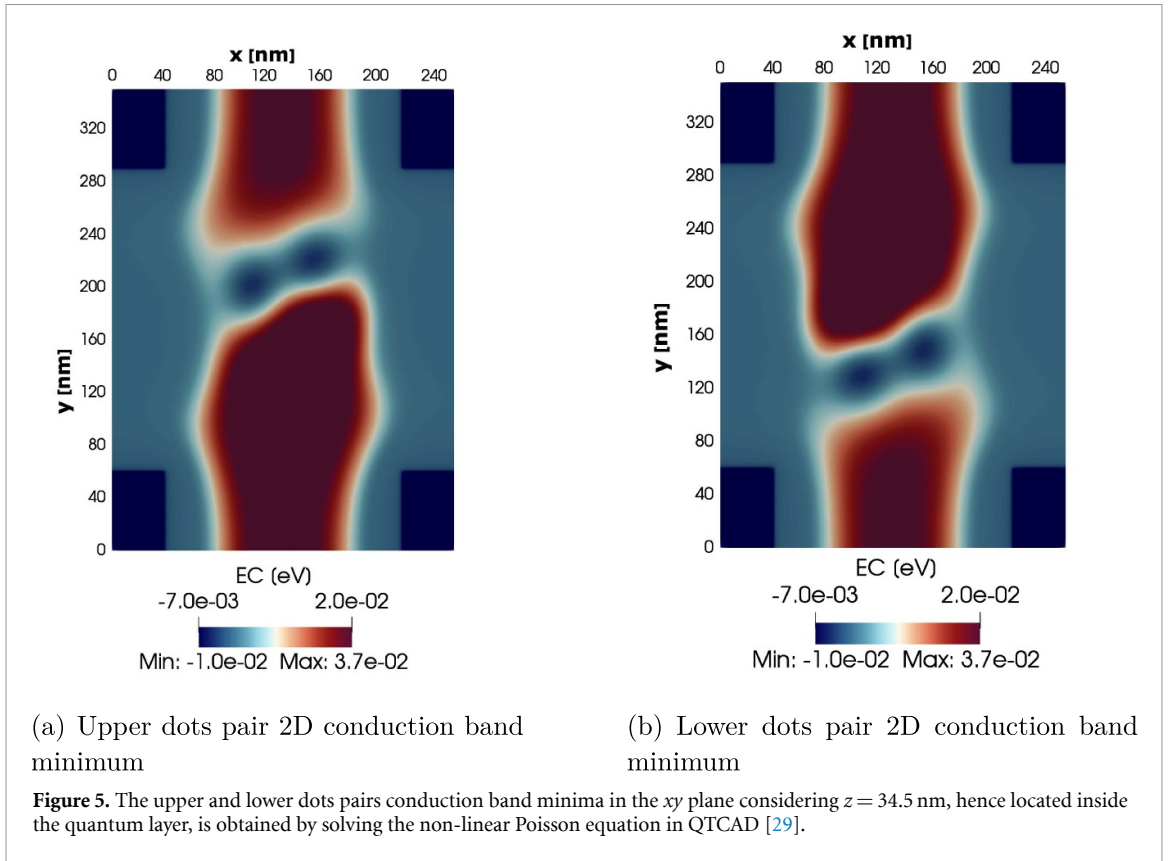 x [nm]
0 40 80 120 160 200 240
320
280
240
200
160
120
80
40
0
y [nm]
EC (eV)
-7.0e-03 2.0e-02
Min: -1.0e-02 Max: 3.7e-02
(a) Upper dots pair 2D conduction band
minimum
x [nm]
0 40 80 120 160 200 240
320
280
240
200
160
120
80
40
0
y [nm]
EC (eV)
-7.0e-03 2.0e-02
Min: -1.0e-02 Max: 3.7e-02
(b) Lower dots pair 2D conduction band
minimum
Figure 5. The upper and lower dots pairs conduction band minima in the xy plane considering z = 34.5 nm, hence located inside
the quantum layer, is obtained by solving the non-linear Poisson equation in QTCAD [29].